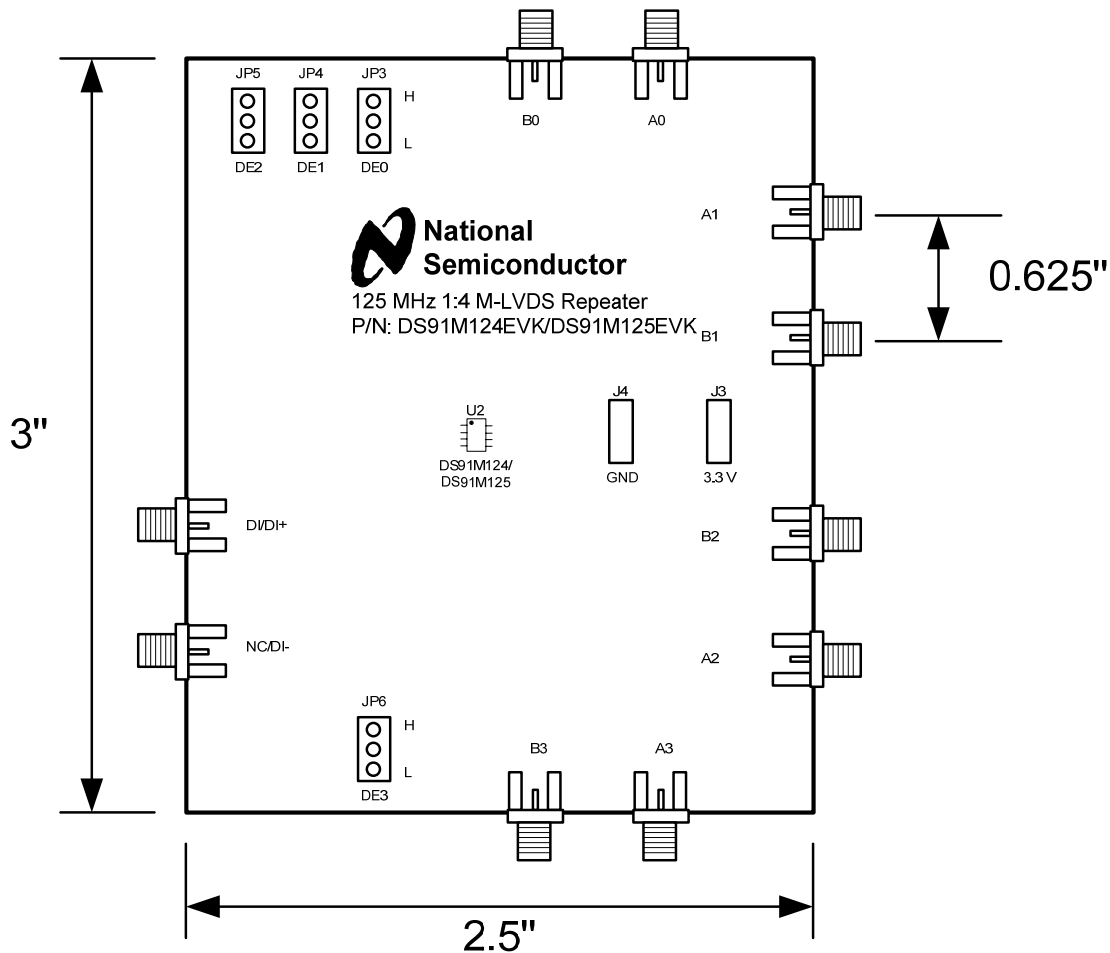 JP5 JP4 JP3
H
L
DE2 DE1 DE0
B0 A0
A1
National
Semiconductor
0.625"
125 MHz 1:4 M-LVDS Repeater
P/N: DS91M124EVK/DS91M125EVK
B1
J4 J3
3"
U2
DS91M124/
DS91M125
GND 3.3 V
DI/DI+
B2
NC/DI-
A2
JP6
H
L
DE3
B3 A3
2.5"